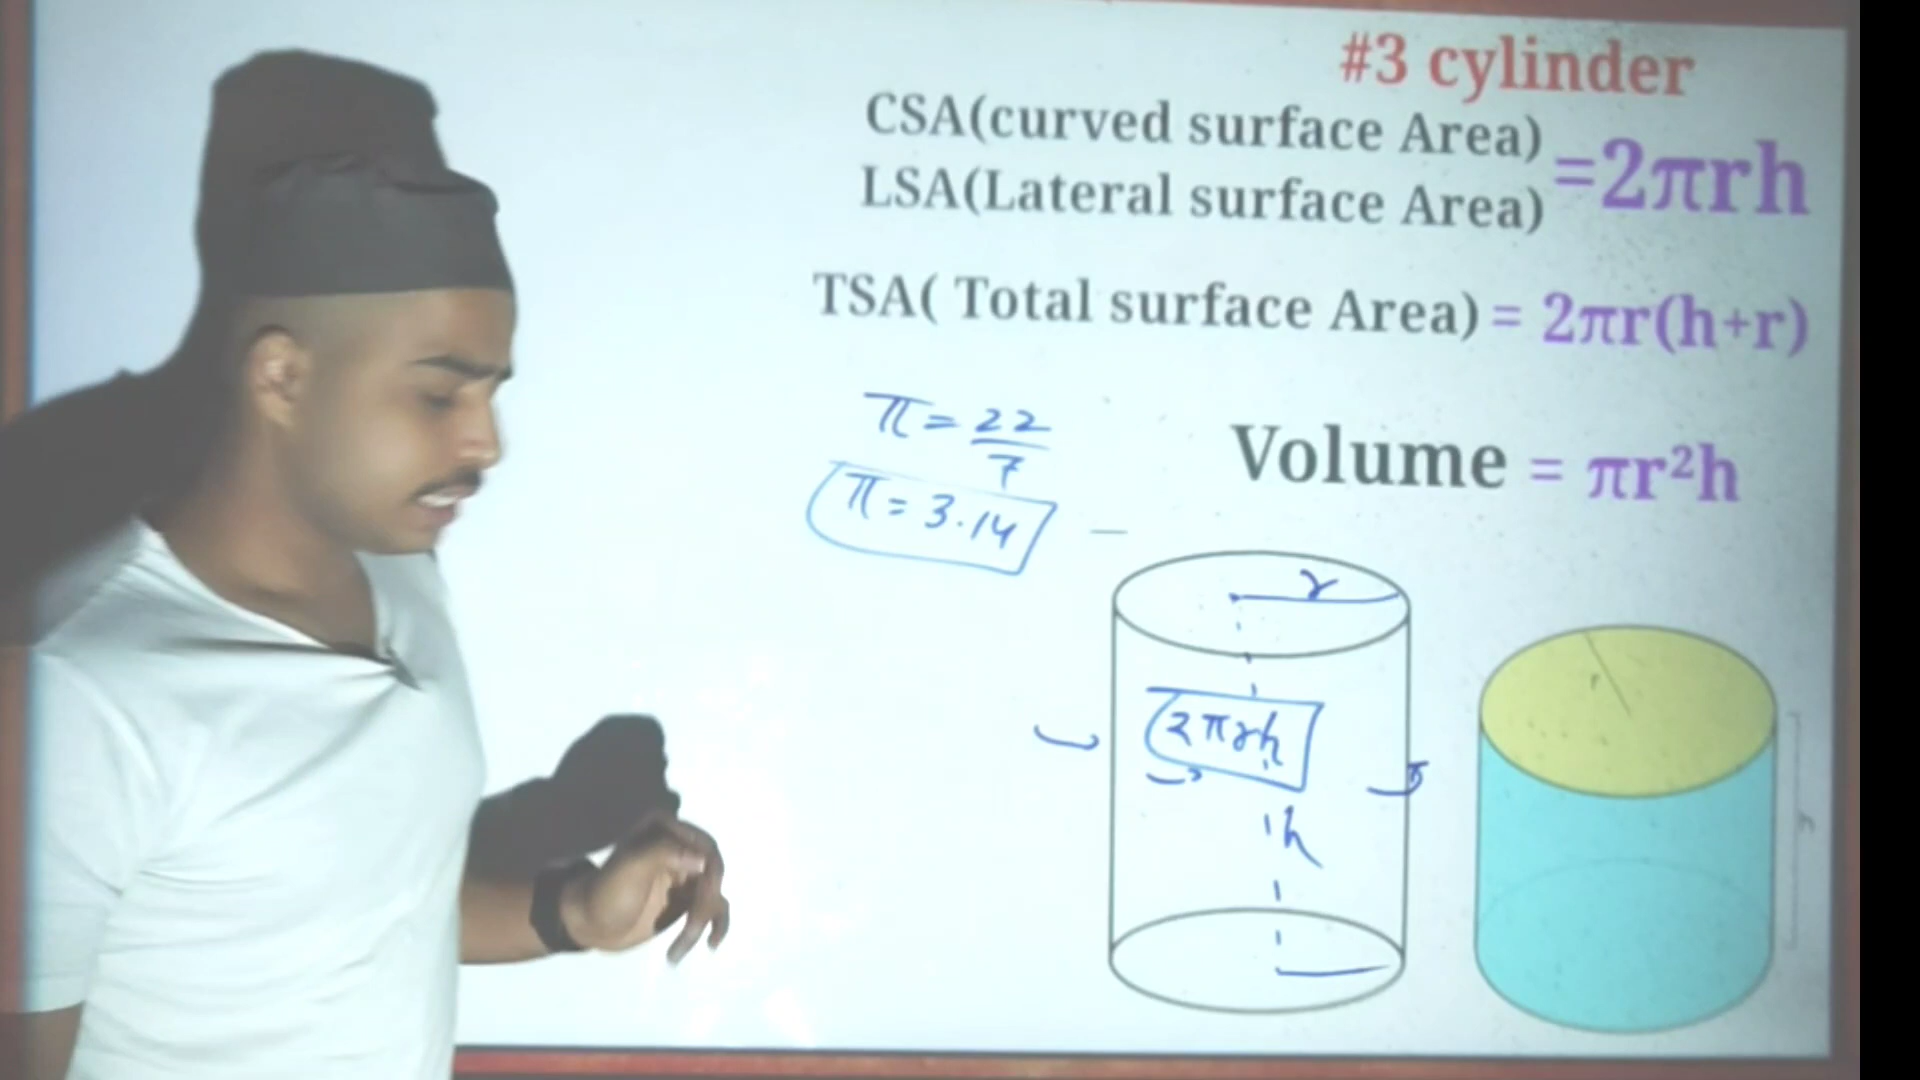 #3 cylinder
CSA(curved surface Area)
LSA(Lateral surface Area)
=2πrh
TSA( Total surface Area) = 2πr(h+r)
π = 22/7
π = 3.14
Volume = πr²h
r
2πrh
h
r